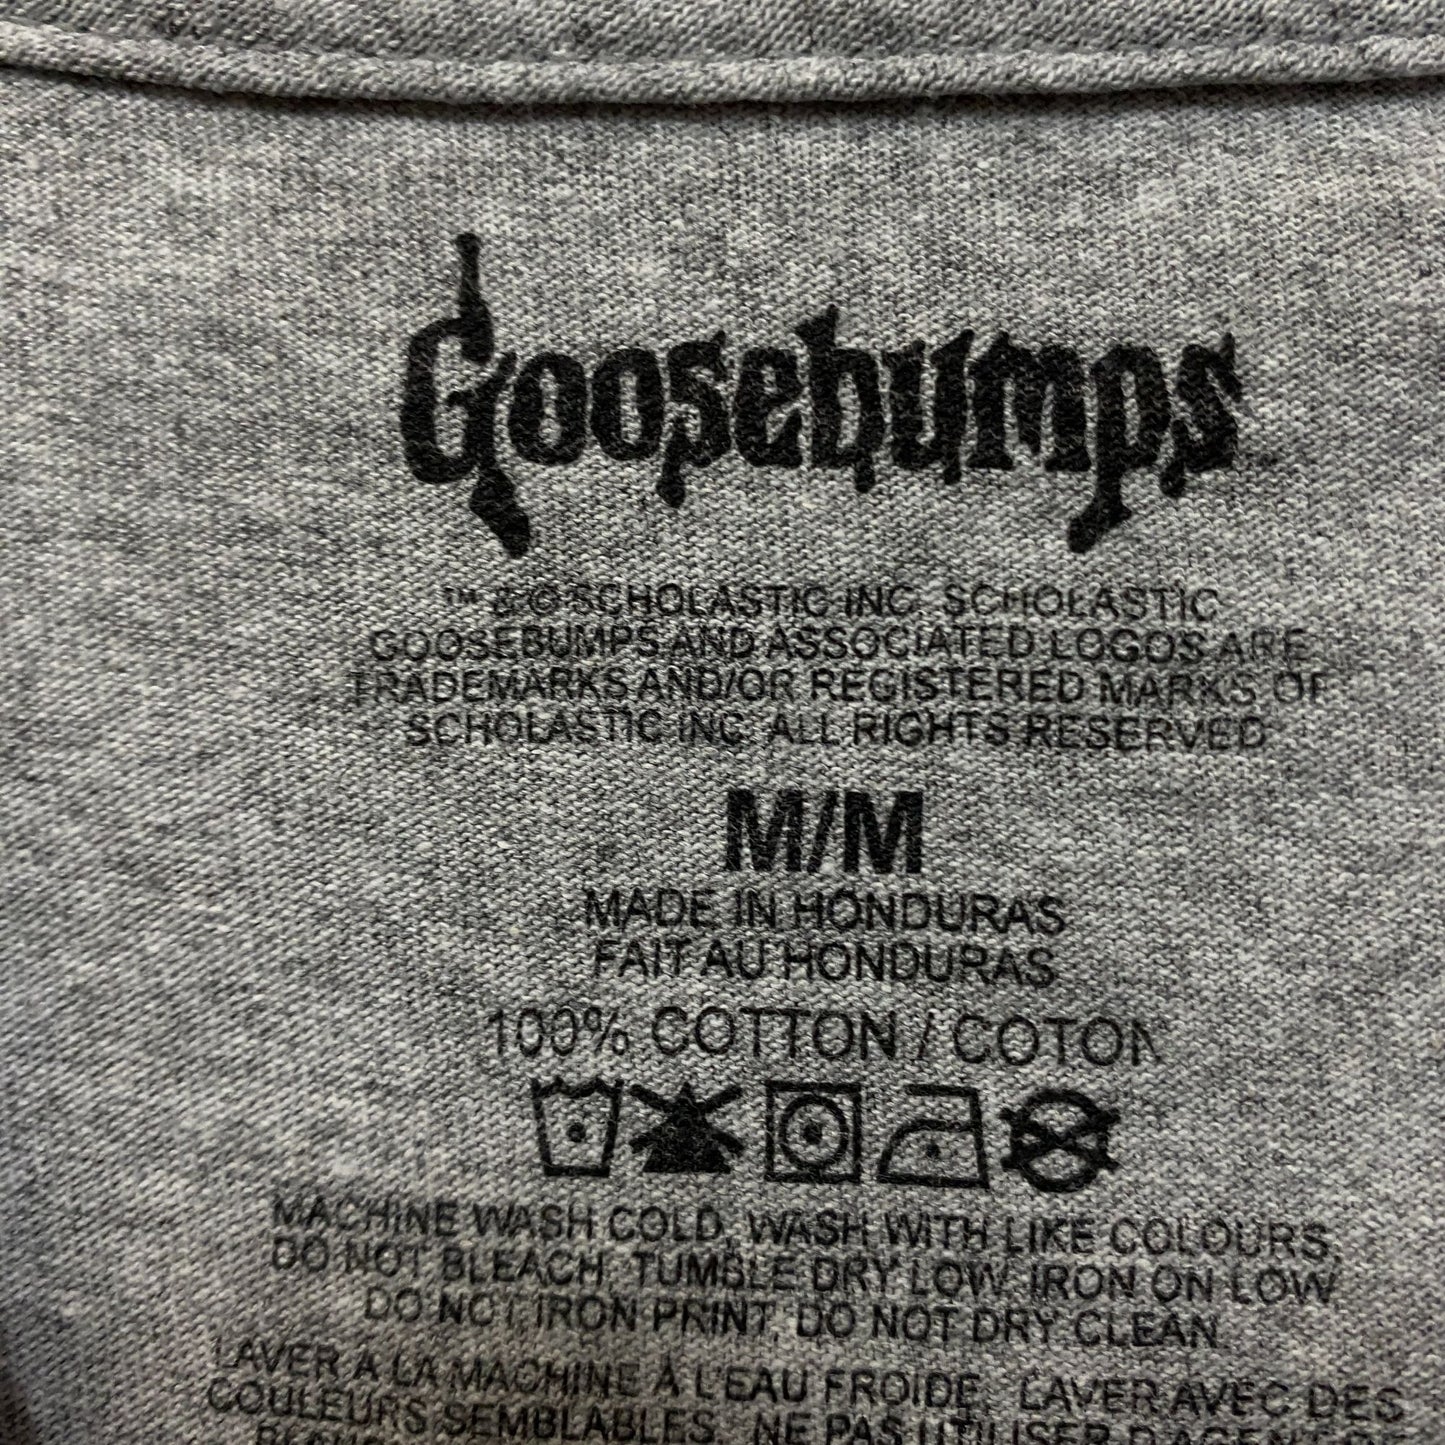 Goosebumps
™ & © SCHOLASTIC INC. SCHOLASTIC
GOOSEBUMPS AND ASSOCIATED LOGOS ARE
TRADEMARKS AND/OR REGISTERED MARKS OF
SCHOLASTIC INC. ALL RIGHTS RESERVED
M/M
MADE IN HONDURAS
FAIT AU HONDURAS
100% COTTON / COTON
MACHINE WASH COLD, WASH WITH LIKE COLOURS,
DO NOT BLEACH, TUMBLE DRY LOW, IRON ON LOW,
DO NOT IRON PRINT, DO NOT DRY CLEAN.
LAVER A LA MACHINE À L'EAU FROIDE, LAVER AVEC DES
COULEURS SEMBLABLES, NE PAS UTILISER D'AGENT DE